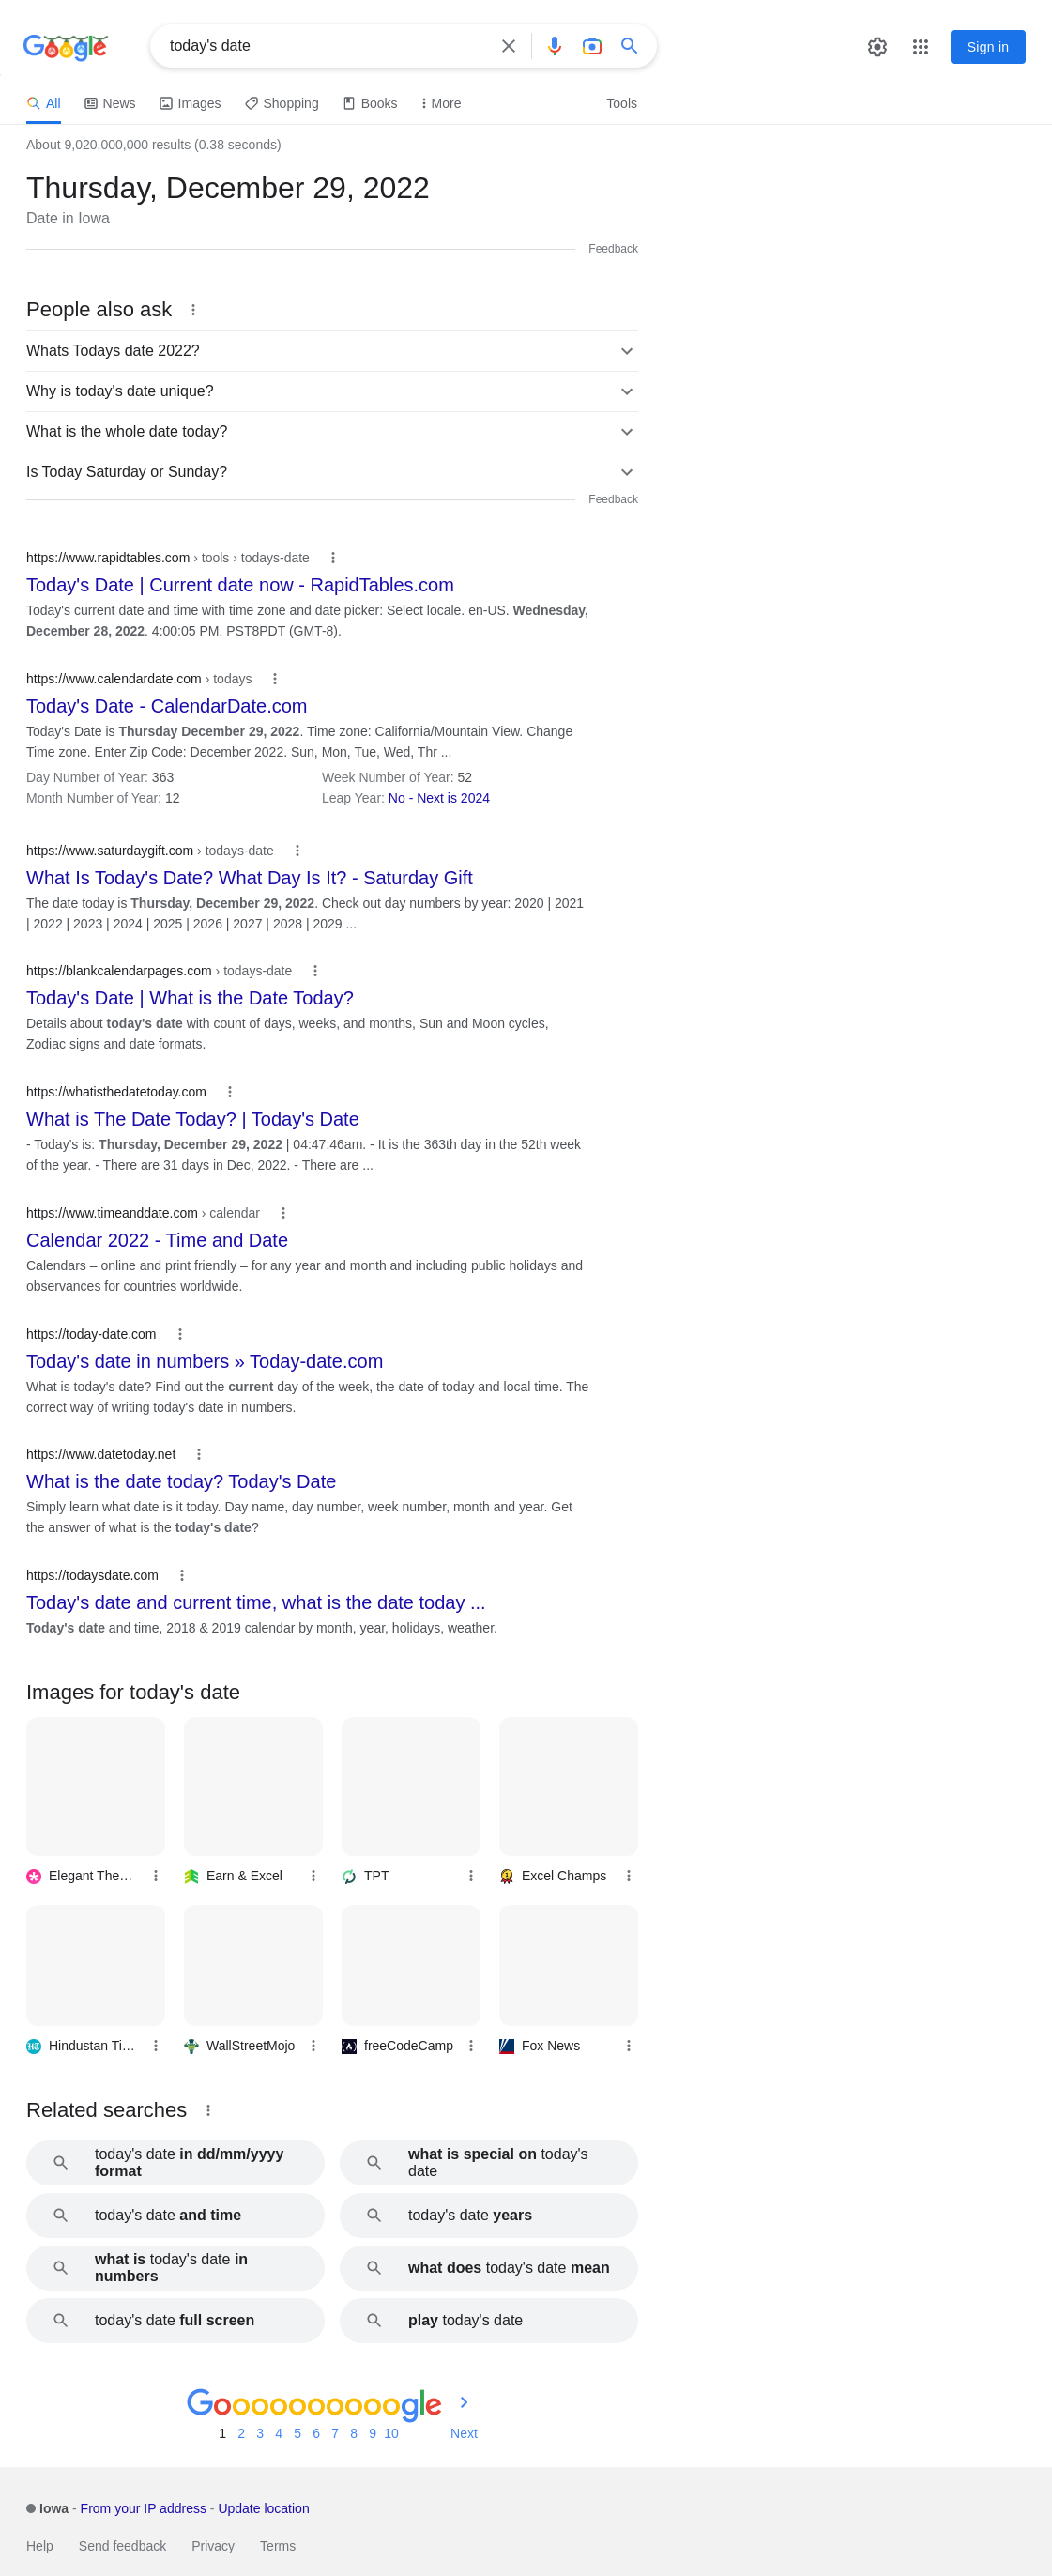 Google
today's date
Sign in
All
News
Images
Shopping
Books
More
Tools
About 9,020,000,000 results (0.38 seconds)
Thursday, December 29, 2022
Date in Iowa
Feedback
People also ask
Whats Todays date 2022?
Why is today's date unique?
What is the whole date today?
Is Today Saturday or Sunday?
Feedback
https://www.rapidtables.com › tools › todays-date
Today's Date | Current date now - RapidTables.com
Today's current date and time with time zone and date picker: Select locale. en-US. Wednesday,
December 28, 2022. 4:00:05 PM. PST8PDT (GMT-8).
https://www.calendardate.com › todays
Today's Date - CalendarDate.com
Today's Date is Thursday December 29, 2022. Time zone: California/Mountain View. Change
Time zone. Enter Zip Code: December 2022. Sun, Mon, Tue, Wed, Thr ...
Day Number of Year: 363
Week Number of Year: 52
Month Number of Year: 12
Leap Year: No - Next is 2024
https://www.saturdaygift.com › todays-date
What Is Today's Date? What Day Is It? - Saturday Gift
The date today is Thursday, December 29, 2022. Check out day numbers by year: 2020 | 2021
| 2022 | 2023 | 2024 | 2025 | 2026 | 2027 | 2028 | 2029 ...
https://blankcalendarpages.com › todays-date
Today's Date | What is the Date Today?
Details about today's date with count of days, weeks, and months, Sun and Moon cycles,
Zodiac signs and date formats.
https://whatisthedatetoday.com
What is The Date Today? | Today's Date
- Today's is: Thursday, December 29, 2022 | 04:47:46am. - It is the 363th day in the 52th week
of the year. - There are 31 days in Dec, 2022. - There are ...
https://www.timeanddate.com › calendar
Calendar 2022 - Time and Date
Calendars – online and print friendly – for any year and month and including public holidays and
observances for countries worldwide.
https://today-date.com
Today's date in numbers » Today-date.com
What is today's date? Find out the current day of the week, the date of today and local time. The
correct way of writing today's date in numbers.
https://www.datetoday.net
What is the date today? Today's Date
Simply learn what date is it today. Day name, day number, week number, month and year. Get
the answer of what is the today's date?
https://todaysdate.com
Today's date and current time, what is the date today ...
Today's date and time, 2018 & 2019 calendar by month, year, holidays, weather.
Images for today's date
Elegant The…
Earn & Excel
TPT
Excel Champs
Hindustan Ti…
WallStreetMojo
freeCodeCamp
Fox News
Related searches
today's date in dd/mm/yyyy
format
what is special on today's
date
today's date and time
today's date years
what is today's date in
numbers
what does today's date mean
today's date full screen
play today's date
Goooooooooogle
1 2 3 4 5 6 7 8 9 10 Next
Iowa - From your IP address - Update location
Help
Send feedback
Privacy
Terms